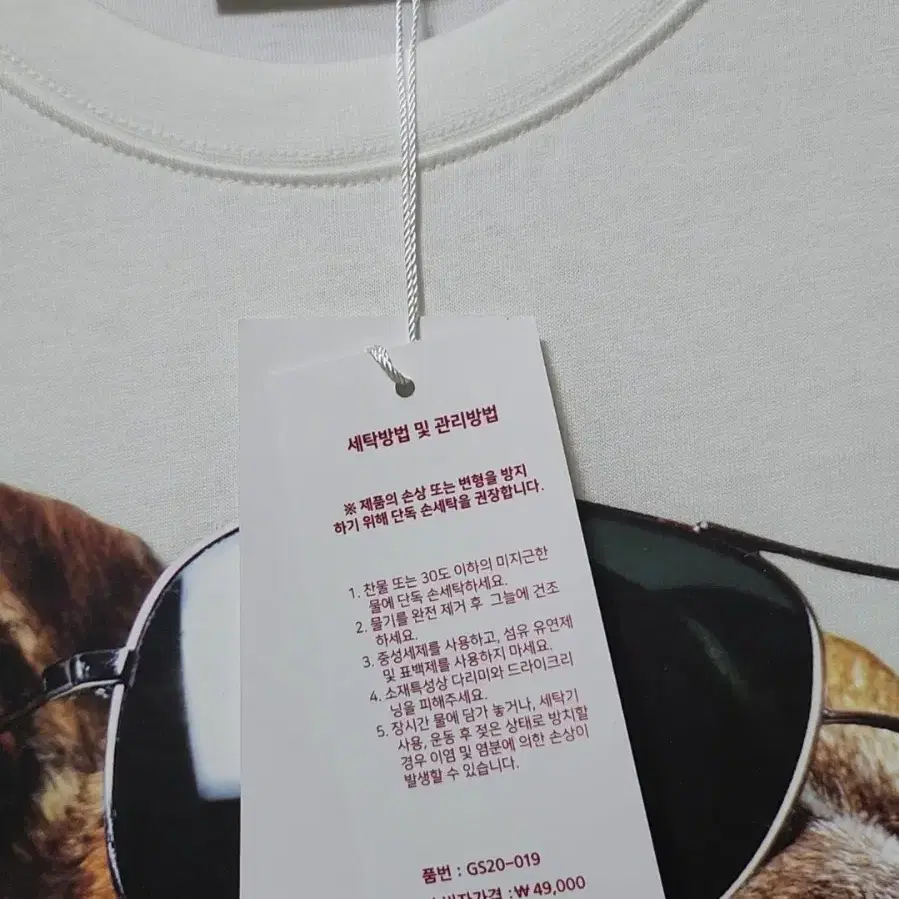 세탁방법 및 관리방법
※ 제품의 손상 또는 변형을 방지
하기 위해 단독 손세탁을 권장합니다.
1. 찬물 또는 30도 이하의 미지근한
물에 단독 손세탁하세요.
2. 물기를 완전 제거 후 그늘에 건조
하세요.
3. 중성세제를 사용하고, 섬유 유연제
및 표백제를 사용하지 마세요.
4. 소재특성상 다리미와 드라이크리
닝을 피해주세요.
5. 장시간 물에 담가 놓거나, 세탁기
사용, 운동 후 젖은 상태로 방치할
경우 이염 및 염분에 의한 손상이
발생할 수 있습니다.
품번 : GS20-019
소비자가격 : ₩ 49,000